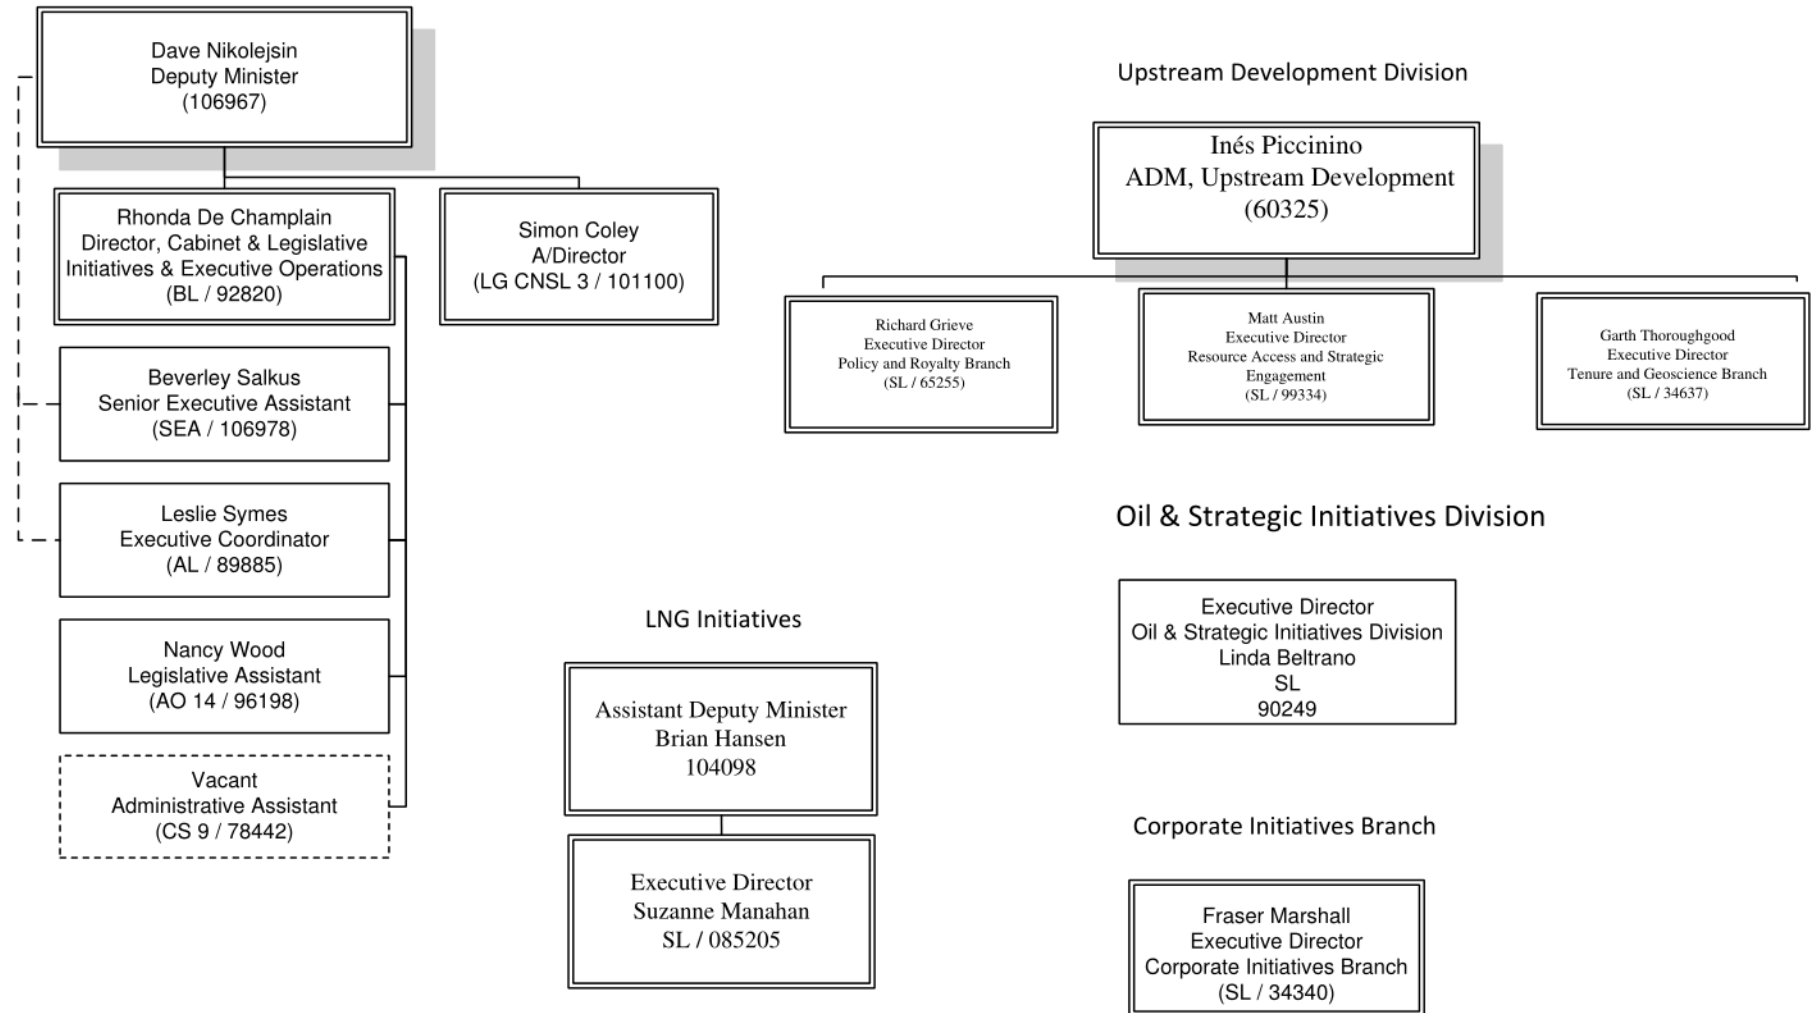 Dave Nikolejsin
Deputy Minister
(106967)
Rhonda De Champlain
Director, Cabinet & Legislative
Initiatives & Executive Operations
(BL / 92820)
Simon Coley
A/Director
(LG CNSL 3 / 101100)
Beverley Salkus
Senior Executive Assistant
(SEA / 106978)
Leslie Symes
Executive Coordinator
(AL / 89885)
Nancy Wood
Legislative Assistant
(AO 14 / 96198)
Vacant
Administrative Assistant
(CS 9 / 78442)
Upstream Development Division
Inés Piccinino
ADM, Upstream Development
(60325)
Richard Grieve
Executive Director
Policy and Royalty Branch
(SL / 65255)
Matt Austin
Executive Director
Resource Access and Strategic
Engagement
(SL / 99334)
Garth Thoroughgood
Executive Director
Tenure and Geoscience Branch
(SL / 34637)
LNG Initiatives
Assistant Deputy Minister
Brian Hansen
104098
Executive Director
Suzanne Manahan
SL / 085205
Oil & Strategic Initiatives Division
Executive Director
Oil & Strategic Initiatives Division
Linda Beltrano
SL
90249
Corporate Initiatives Branch
Fraser Marshall
Executive Director
Corporate Initiatives Branch
(SL / 34340)